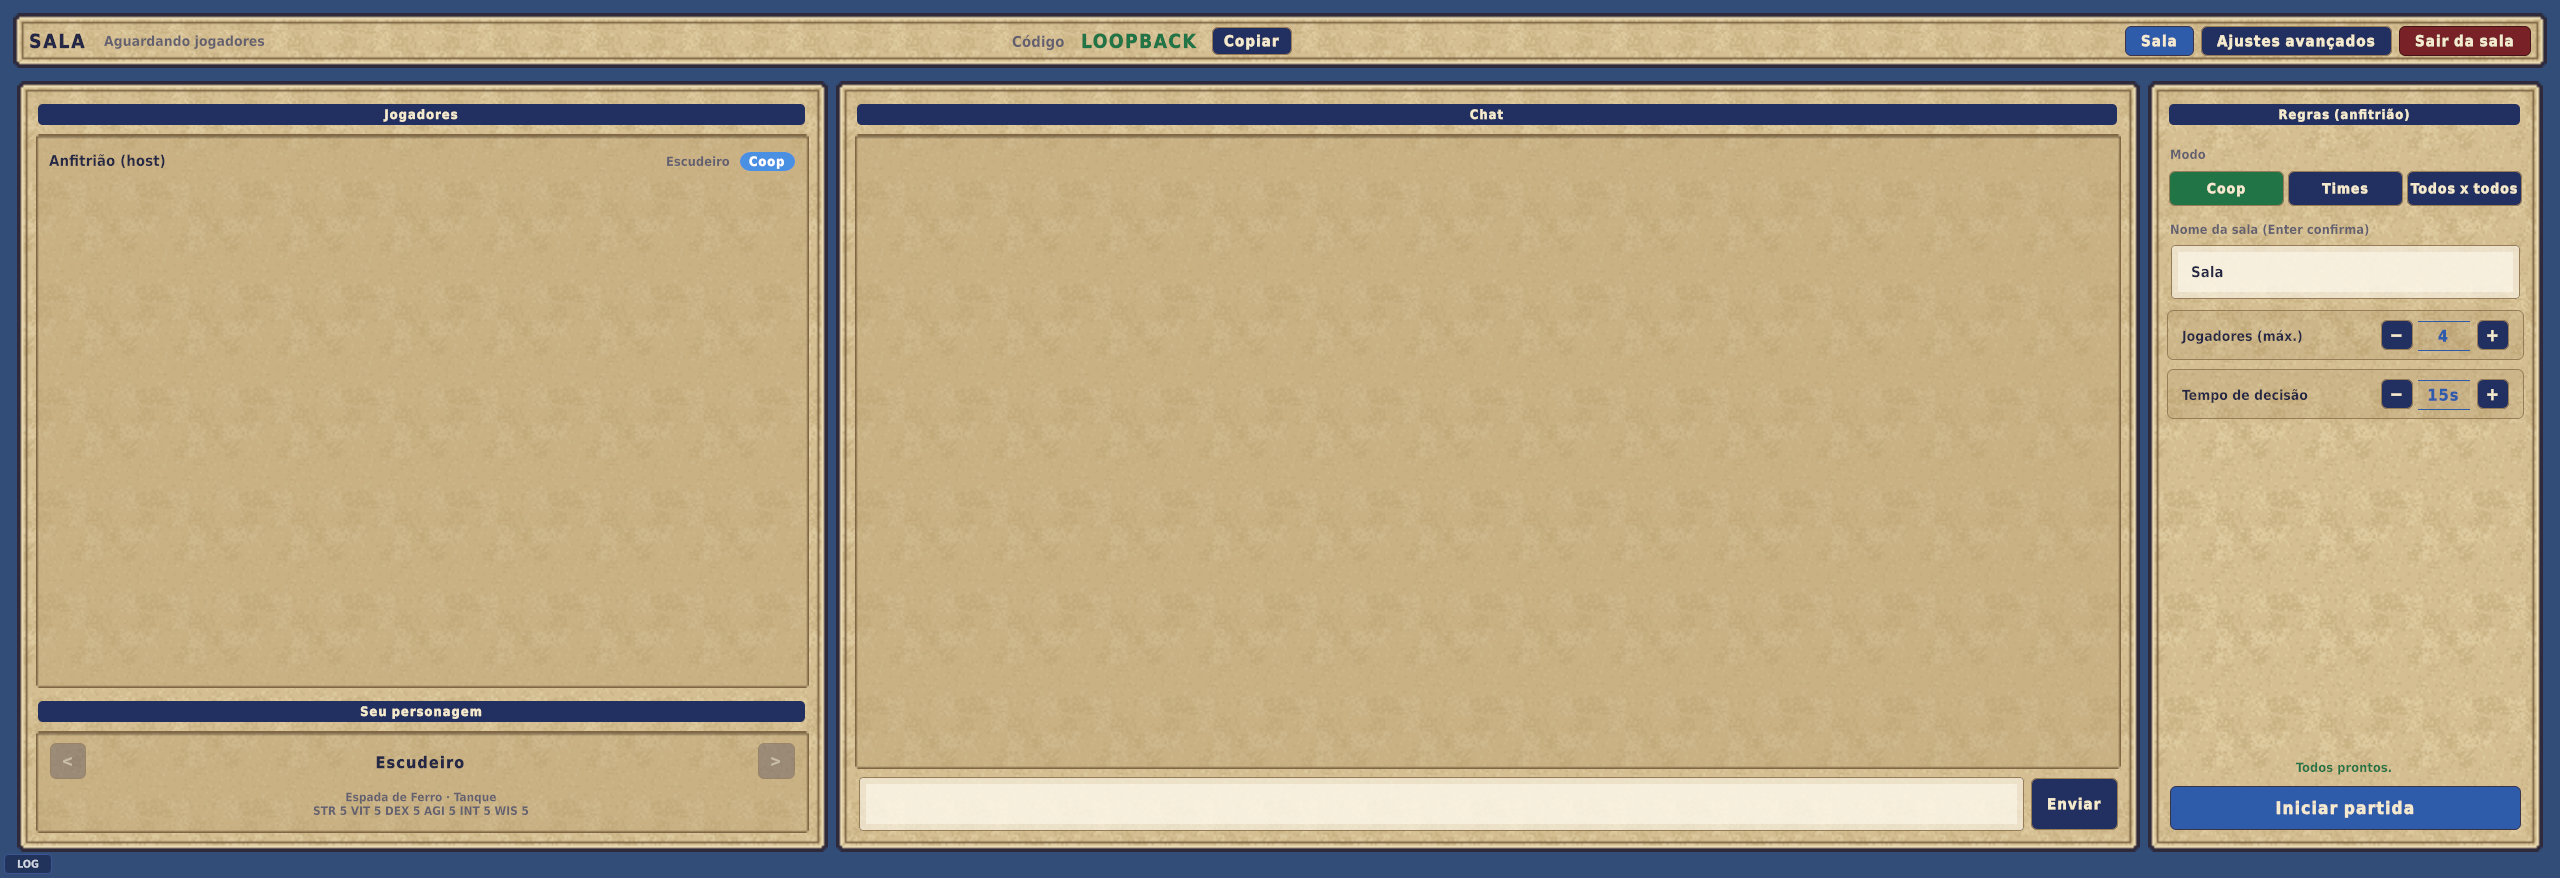 SALA Aguardando jogadores Código LOOPBACK Copiar Sala Ajustes avançados Sair da sala
Jogadores
Anfitrião (host) Escudeiro Coop
Seu personagem
< Escudeiro >
Espada de Ferro · Tanque
STR 5 VIT 5 DEX 5 AGI 5 INT 5 WIS 5
Chat
Enviar
Regras (anfitrião)
Modo
Coop Times Todos x todos
Nome da sala (Enter confirma)
Sala
Jogadores (máx.) − 4 +
Tempo de decisão − 15s +
Todos prontos.
Iniciar partida
LOG